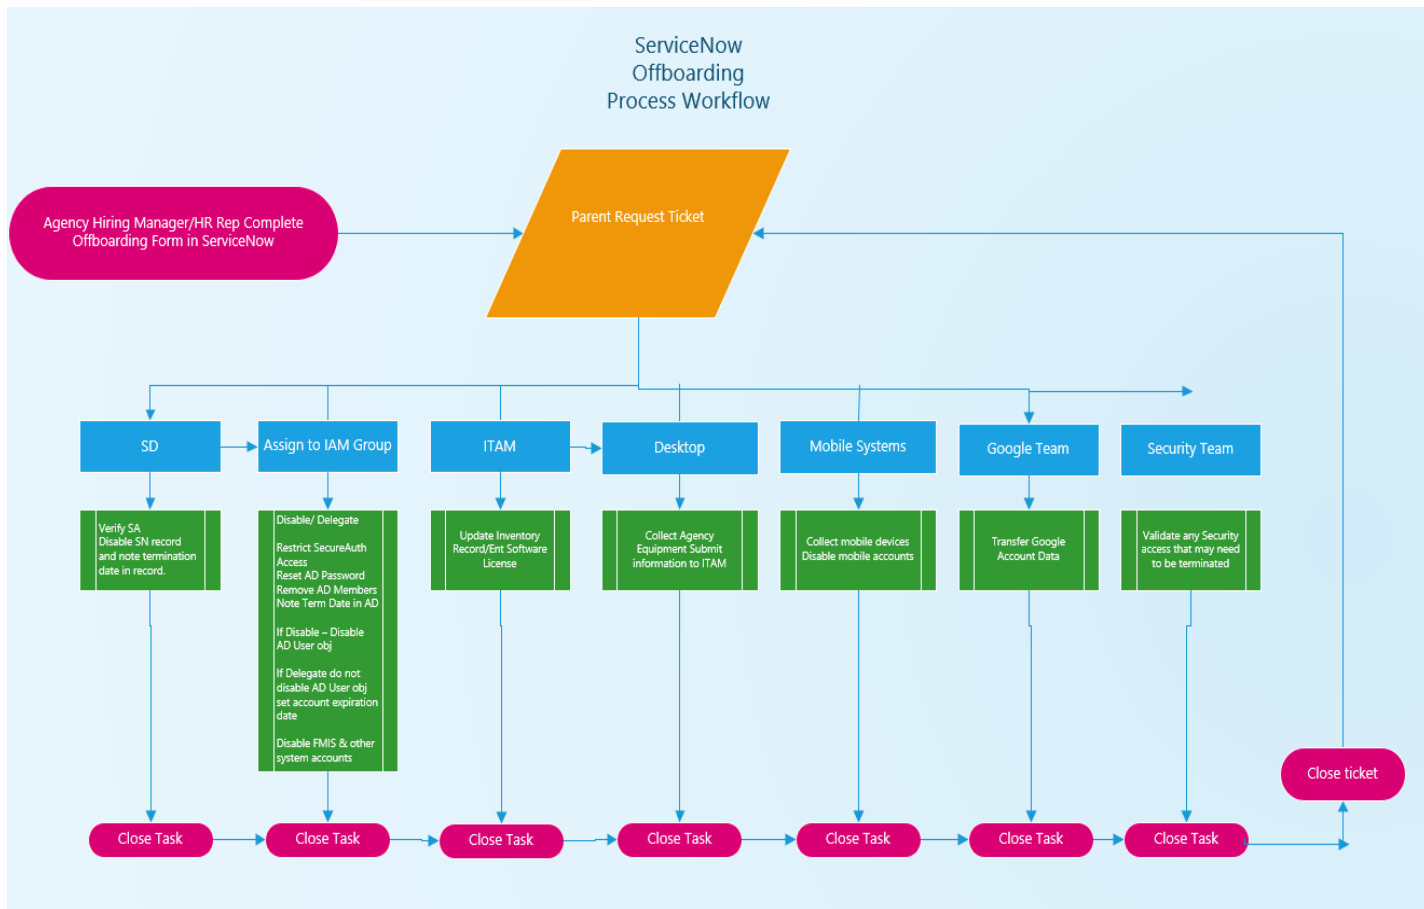 ServiceNow
Offboarding
Process Workflow
Agency Hiring Manager/HR Rep Complete
Offboarding Form in ServiceNow
Parent Request Ticket
SD
Assign to IAM Group
ITAM
Desktop
Mobile Systems
Google Team
Security Team
Verify SA
Disable SN record
and note termination
date in record.
Disable/ Delegate
Restrict SecureAuth
Access
Reset AD Password
Remove AD Members
Note Term Date in AD
If Disable – Disable
AD User obj
If Delegate do not
disable AD User obj
set account expiration
date
Disable FMIS & other
system accounts
Update Inventory
Record/Ent Software
License
Collect Agency
Equipment Submit
information to ITAM
Collect mobile devices
Disable mobile accounts
Transfer Google
Account Data
Validate any Security
access that may need
to be terminated
Close ticket
Close Task
Close Task
Close Task
Close Task
Close Task
Close Task
Close Task